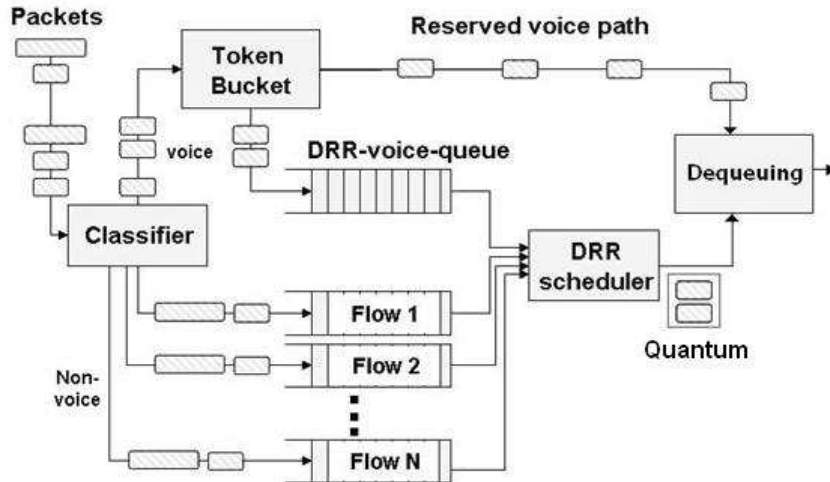 Packets
Reserved voice path
Token
Bucket
voice
DRR-voice-queue
Dequeuing
Classifier
DRR
scheduler
Flow 1
Quantum
Flow 2
Non-
voice
Flow N